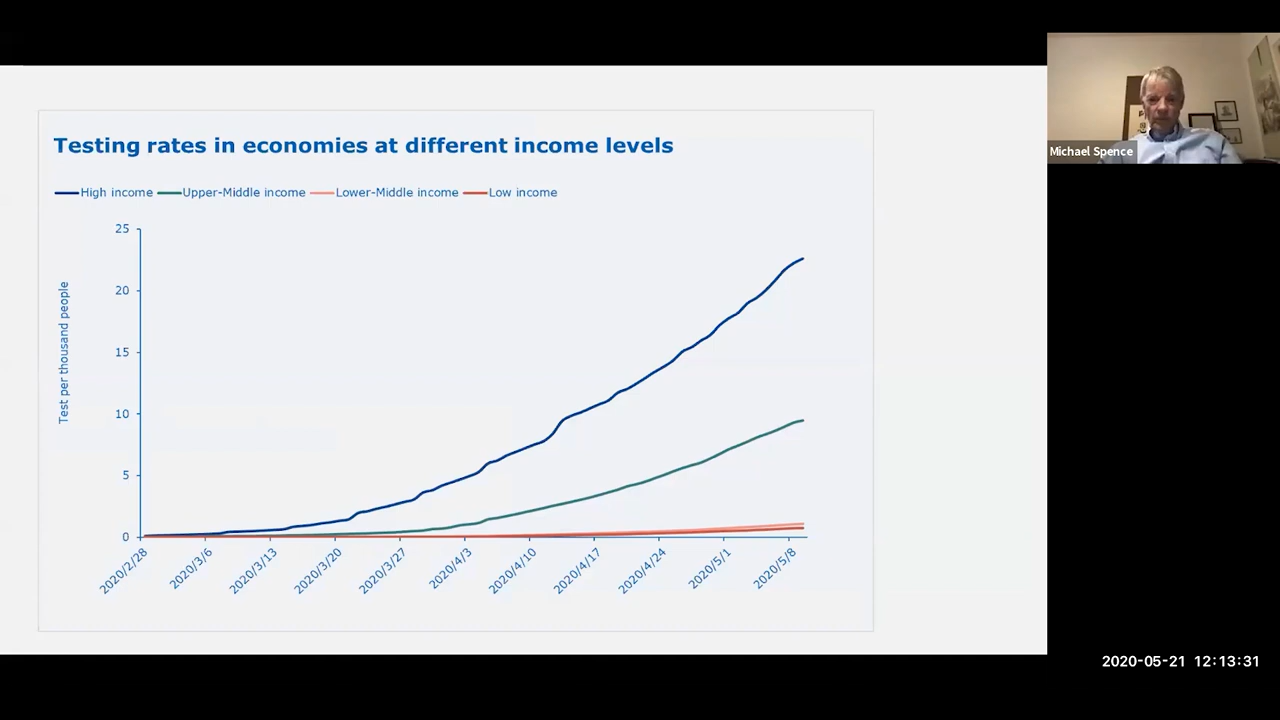 Testing rates in economies at different income levels
High income Upper-Middle income Lower-Middle income Low income
Test per thousand people
25
20
15
10
5
0
2020/2/28 2020/3/6 2020/3/13 2020/3/20 2020/3/27 2020/4/3 2020/4/10 2020/4/17 2020/4/24 2020/5/1 2020/5/8
Michael Spence
2020-05-21 12:13:31